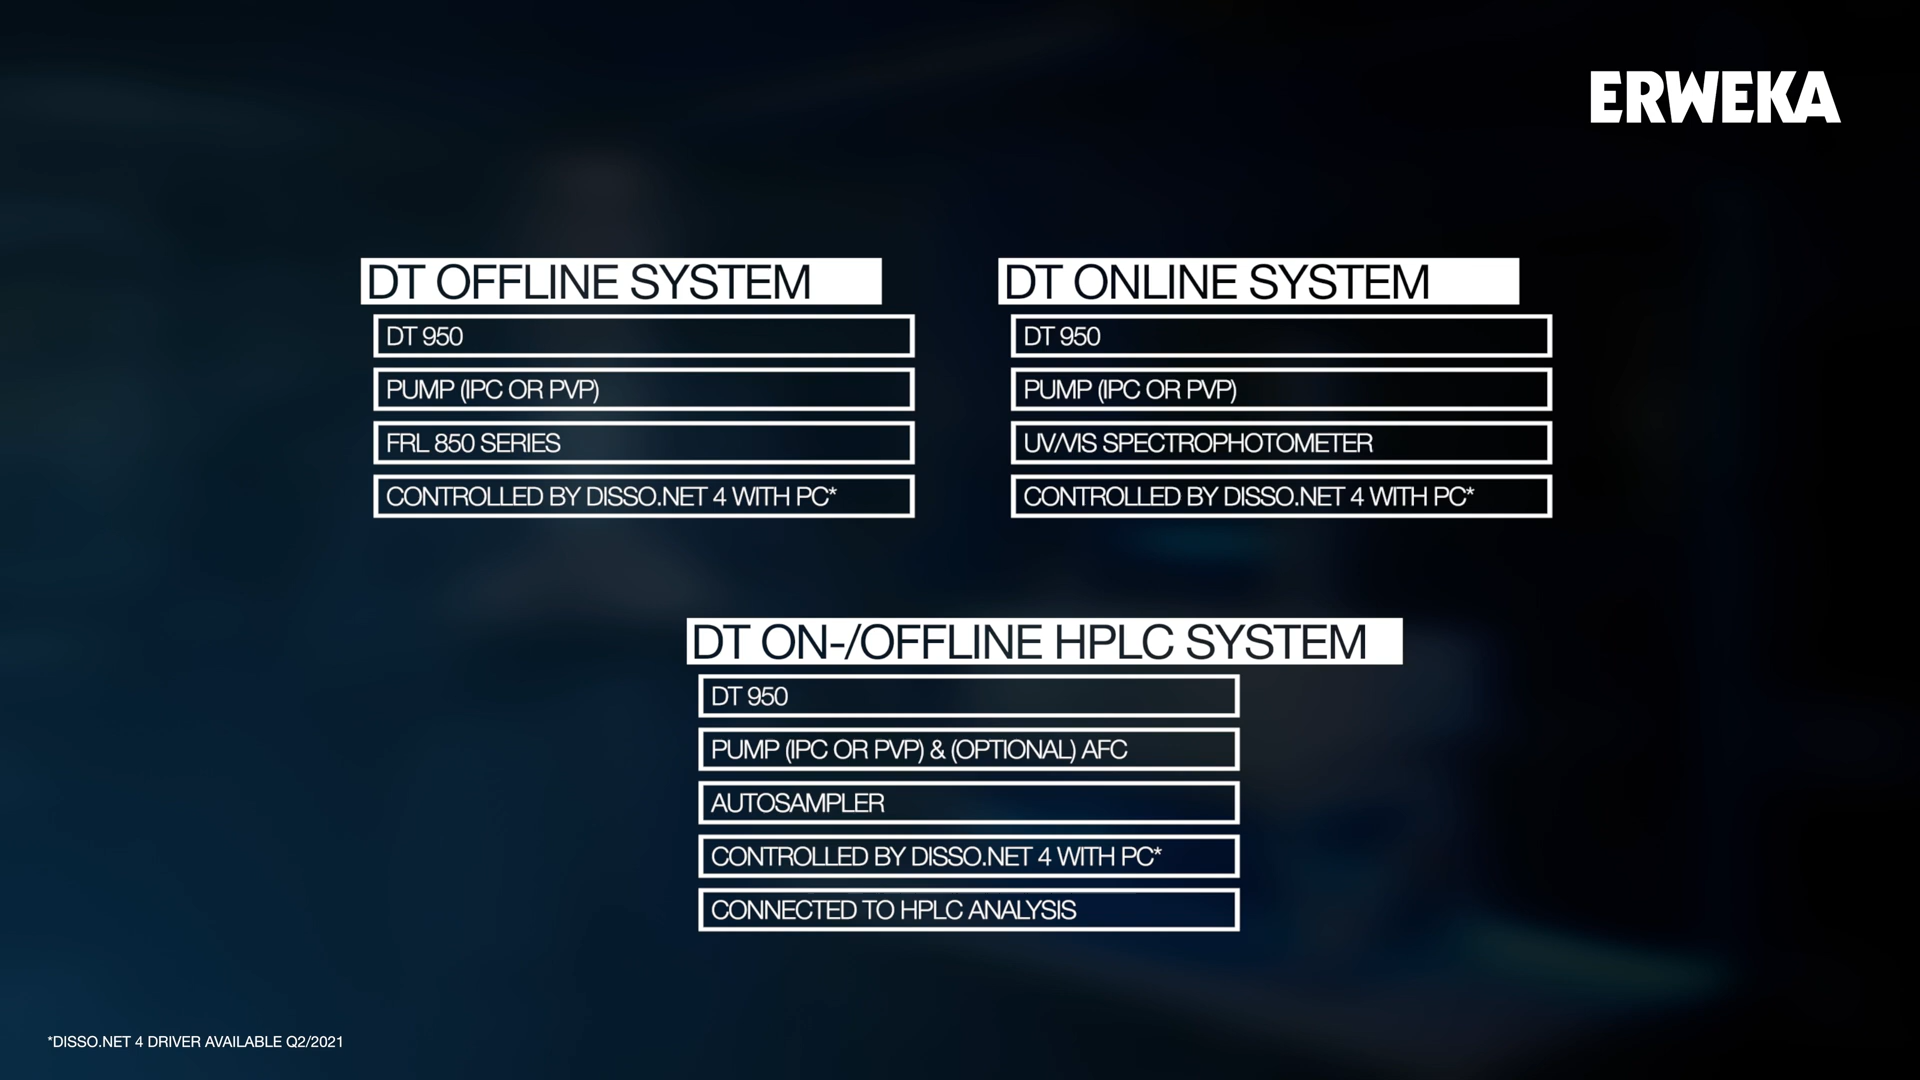 ERWEKA
DT OFFLINE SYSTEM
DT 950
PUMP (IPC OR PVP)
FRL 850 SERIES
CONTROLLED BY DISSO.NET 4 WITH PC*
DT ONLINE SYSTEM
DT 950
PUMP (IPC OR PVP)
UV/VIS SPECTROPHOTOMETER
CONTROLLED BY DISSO.NET 4 WITH PC*
DT ON-/OFFLINE HPLC SYSTEM
DT 950
PUMP (IPC OR PVP) & (OPTIONAL) AFC
AUTOSAMPLER
CONTROLLED BY DISSO.NET 4 WITH PC*
CONNECTED TO HPLC ANALYSIS
*DISSO.NET 4 DRIVER AVAILABLE Q2/2021